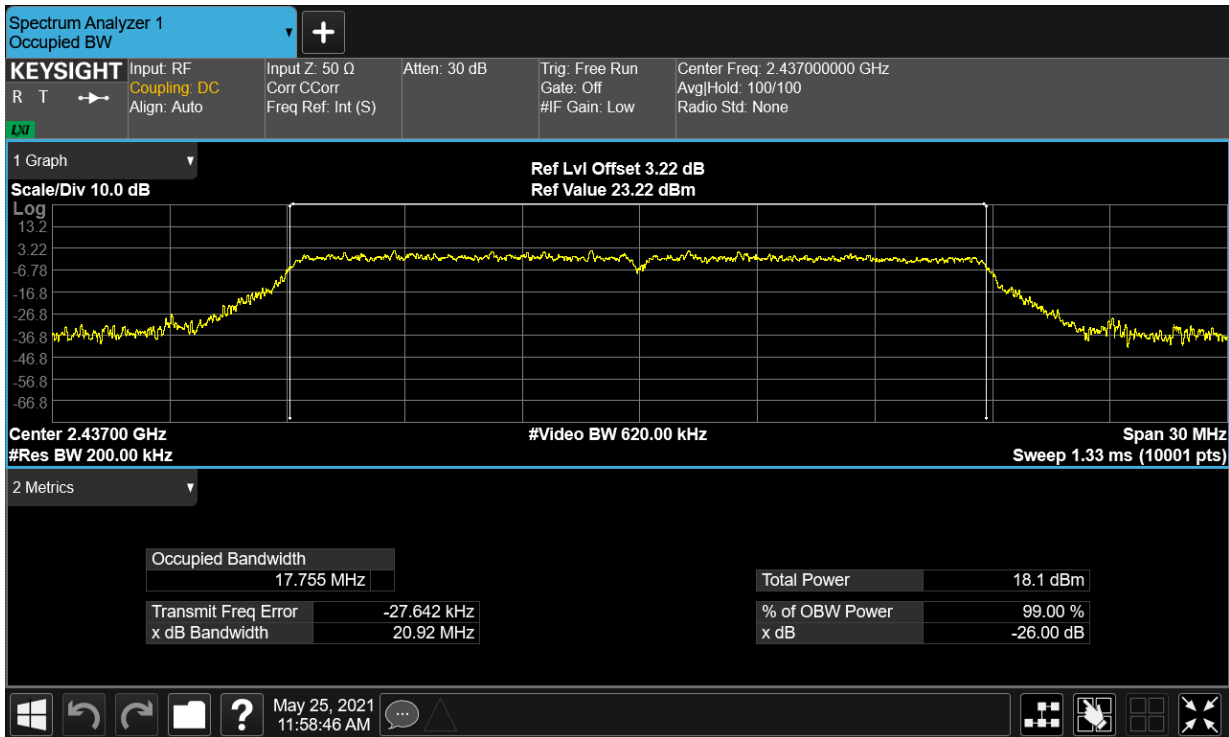 Spectrum Analyzer 1
Occupied BW
KEYSIGHT Input: RF Input Z: 50 Ω Atten: 30 dB Trig: Free Run Center Freq: 2.437000000 GHz
R T Coupling: DC Corr CCorr Gate: Off Avg|Hold: 100/100
Align: Auto Freq Ref: Int (S) #IF Gain: Low Radio Std: None
LXI
1 Graph Ref Lvl Offset 3.22 dB
Scale/Div 10.0 dB Ref Value 23.22 dBm
Log
13.2
3.22
-6.78
-16.8
-26.8
-36.8
-46.8
-56.8
-66.8
Center 2.43700 GHz #Video BW 620.00 kHz Span 30 MHz
#Res BW 200.00 kHz Sweep 1.33 ms (10001 pts)
2 Metrics
Occupied Bandwidth
17.755 MHz Total Power 18.1 dBm
Transmit Freq Error -27.642 kHz % of OBW Power 99.00 %
x dB Bandwidth 20.92 MHz x dB -26.00 dB
? May 25, 2021
11:58:46 AM